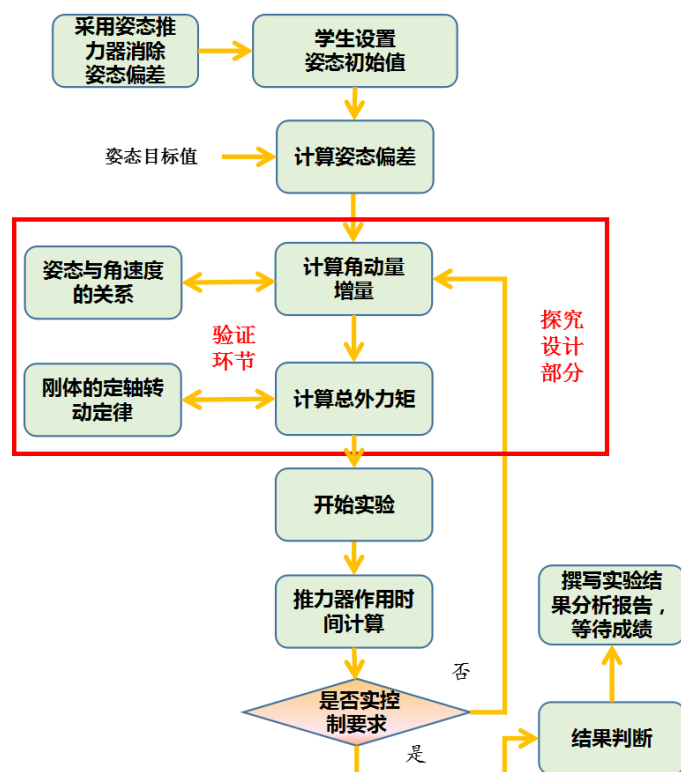 采用姿态推
力器消除
姿态偏差
学生设置
姿态初始值
姿态目标值
计算姿态偏差
姿态与角速度
的关系
计算角动量
增量
验证
环节
探究
设计
部分
刚体的定轴转
动定律
计算总外力矩
开始实验
推力器作用时
间计算
撰写实验结
果分析报告，
等待成绩
否
是否实控
制要求
是
结果判断